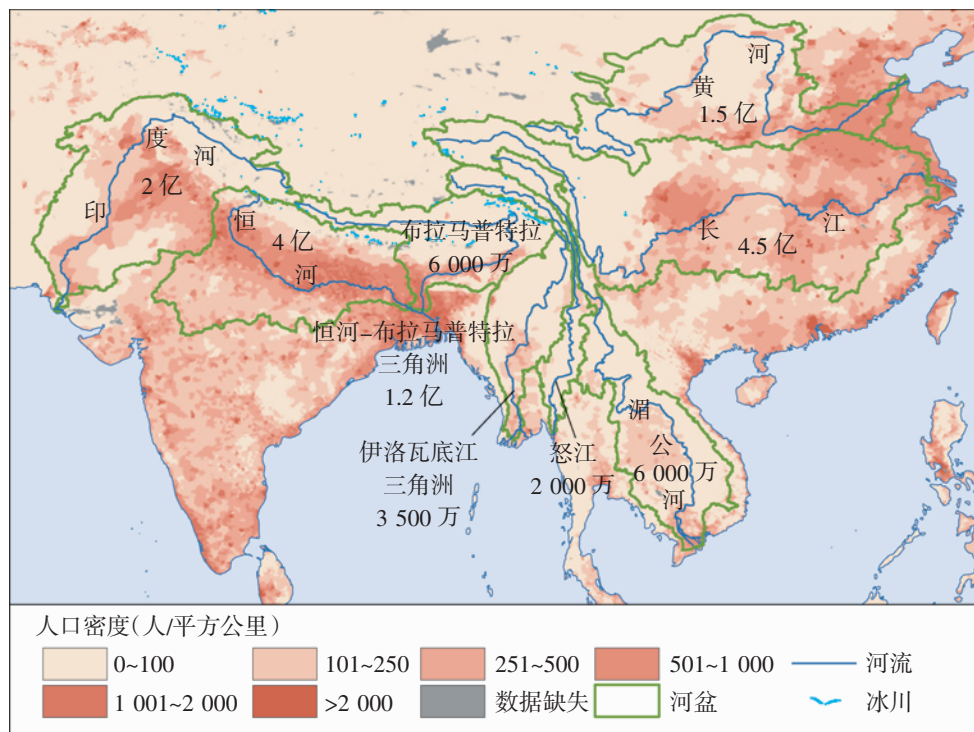 黄河
1.5 亿
印度河
2 亿
恒河
4 亿
布拉马普特拉
6 000 万
长江
4.5 亿
恒河–布拉马普特拉
三角洲
1.2 亿
伊洛瓦底江
三角洲
3 500 万
怒江
2 000 万
湄公河
6 000 万
人口密度(人/平方公里)
0~100
101~250
251~500
501~1 000
河流
1 001~2 000
>2 000
数据缺失
河盆
冰川